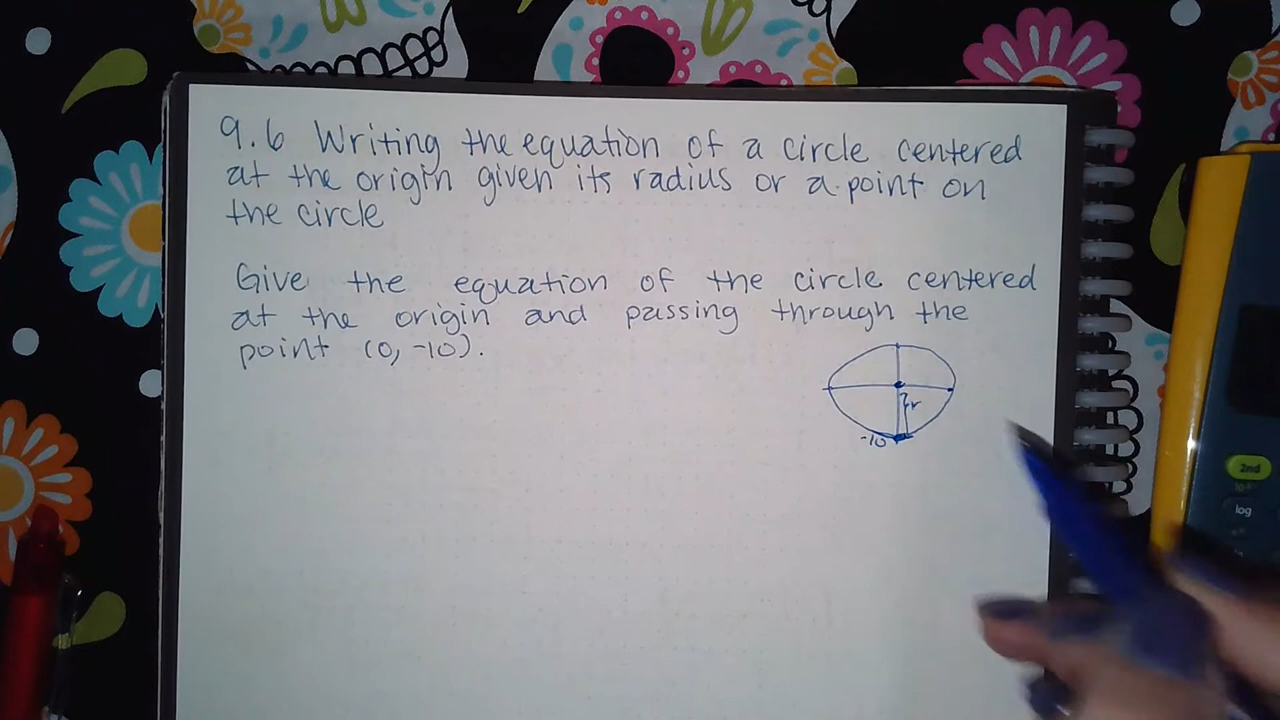 9.6 Writing the equation of a circle centered
at the origin given its radius or a point on
the circle
Give the equation of the circle centered
at the origin and passing through the
point (0, -10).
r
-10
2nd
log